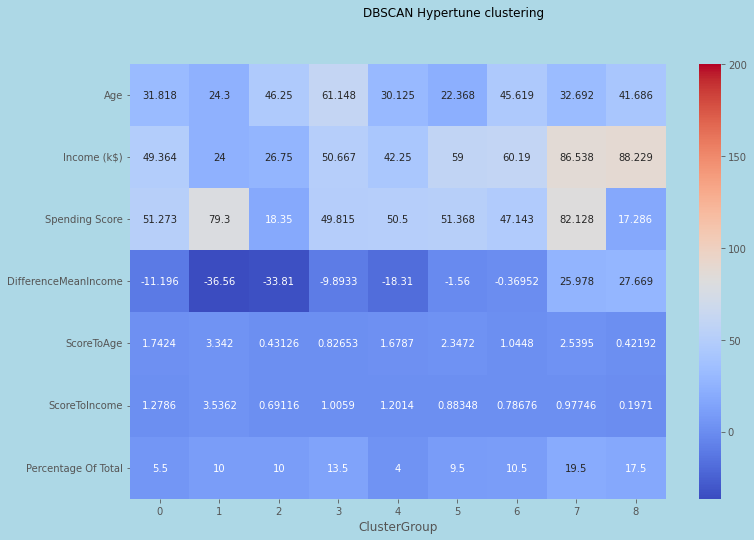 DBSCAN Hypertune clustering
Age 31.818 24.3 46.25 61.148 30.125 22.368 45.619 32.692 41.686
Income (k$) 49.364 24 26.75 50.667 42.25 59 60.19 86.538 88.229
Spending Score 51.273 79.3 18.35 49.815 50.5 51.368 47.143 82.128 17.286
DifferenceMeanIncome -11.196 -36.56 -33.81 -9.8933 -18.31 -1.56 -0.36952 25.978 27.669
ScoreToAge 1.7424 3.342 0.43126 0.82653 1.6787 2.3472 1.0448 2.5395 0.42192
ScoreToIncome 1.2786 3.5362 0.69116 1.0059 1.2014 0.88348 0.78676 0.97746 0.1971
Percentage Of Total 5.5 10 10 13.5 4 9.5 10.5 19.5 17.5
0 1 2 3 4 5 6 7 8
ClusterGroup
200
150
100
50
0